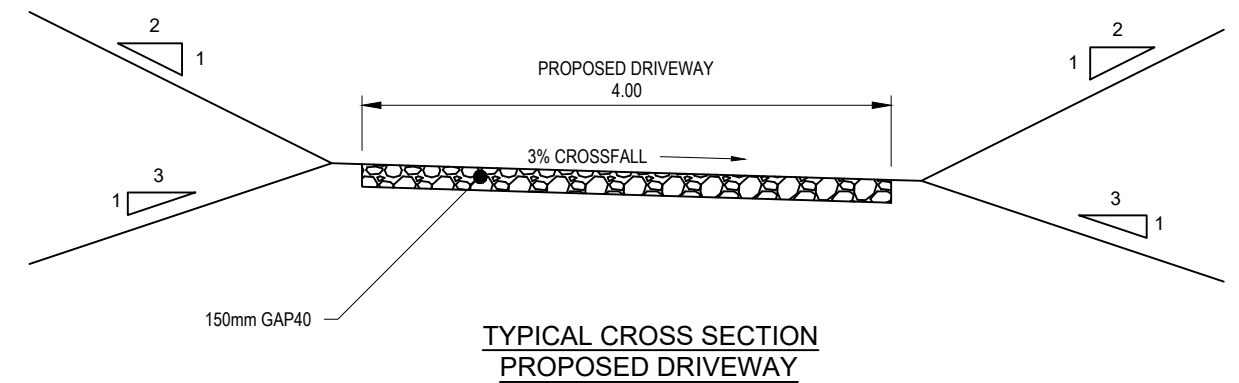 2
1
2
1
PROPOSED DRIVEWAY
4.00
3% CROSSFALL
3
1
3
1
150mm GAP40
TYPICAL CROSS SECTION
PROPOSED DRIVEWAY